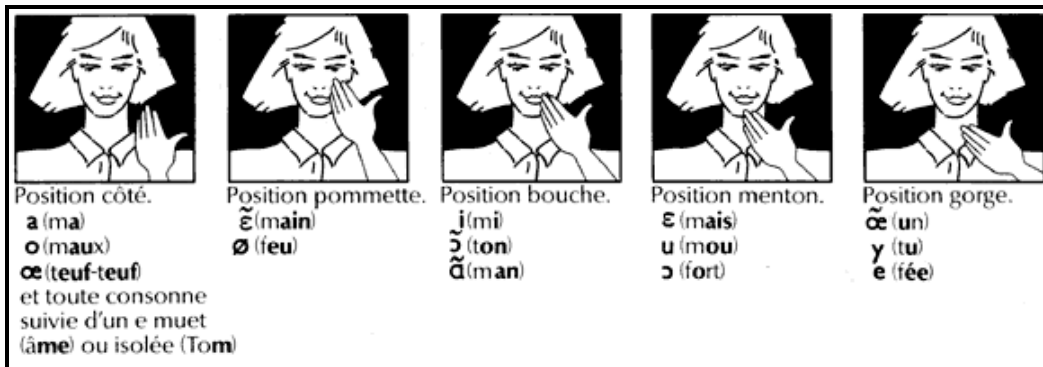 Position côté.
a (ma)
o (maux)
œ (teuf-teuf)
et toute consonne
suivie d'un e muet
(âme) ou isolée (Tom)
Position pommette.
ɛ̃ (main)
ø (feu)
Position bouche.
i (mi)
ɔ̃ (ton)
ɑ̃ (man)
Position menton.
ɛ (mais)
u (mou)
ɔ (fort)
Position gorge.
œ̃ (un)
y (tu)
e (fée)